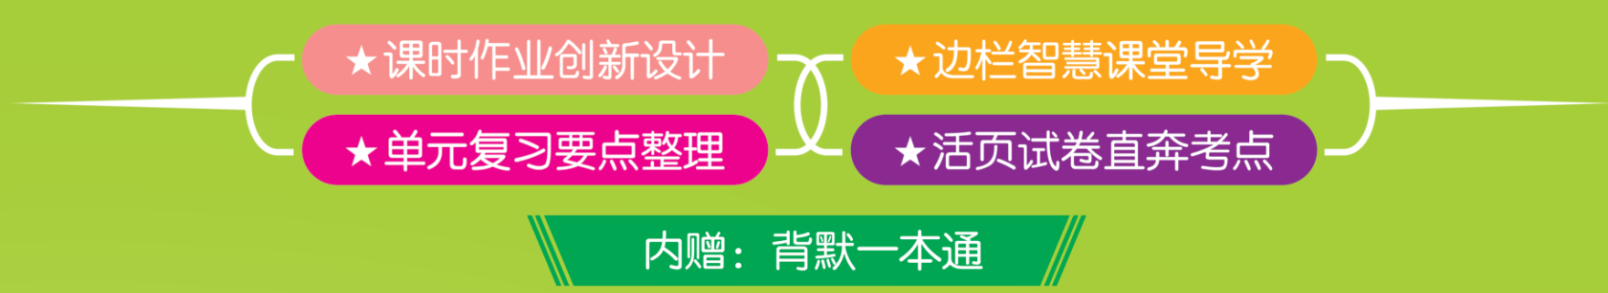 ★课时作业创新设计
★边栏智慧课堂导学
★单元复习要点整理
★活页试卷直奔考点
内赠：背默一本通